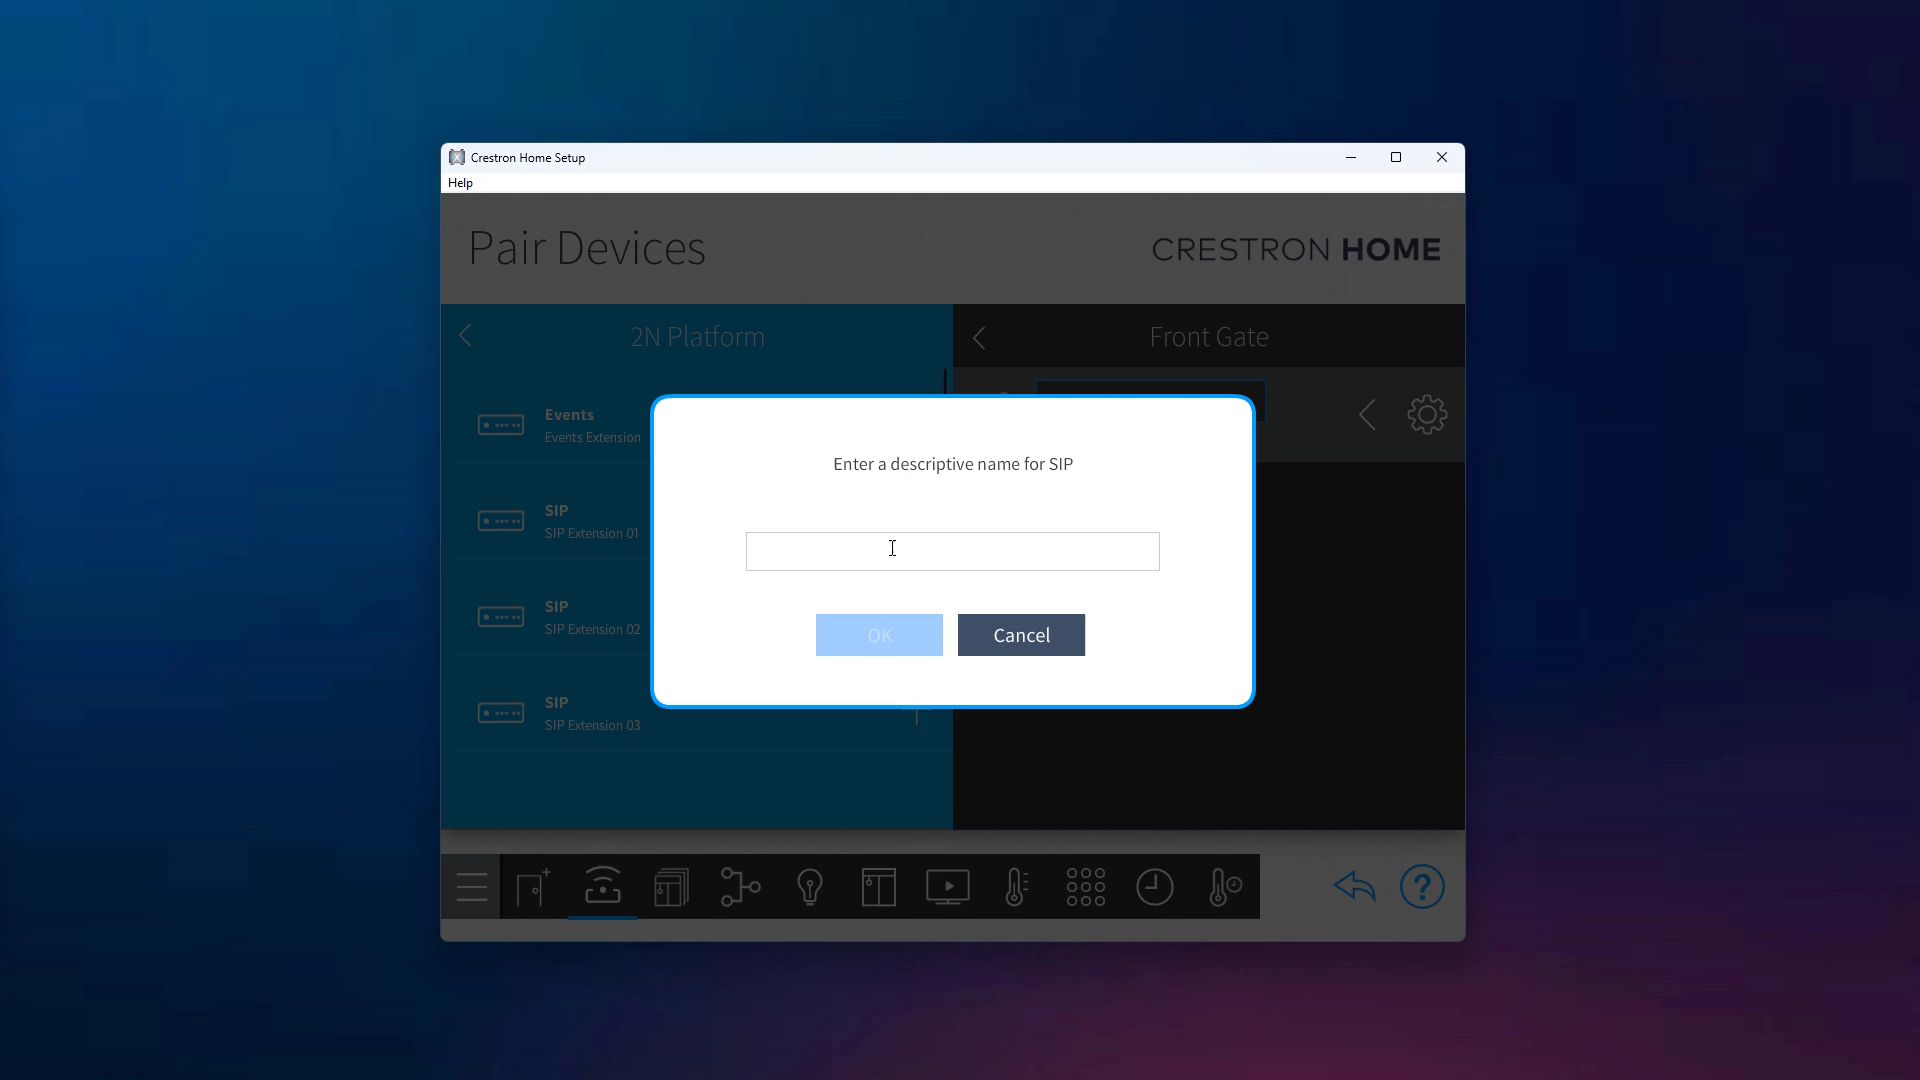 Crestron Home Setup
Help
Pair Devices
CRESTRON HOME
2N Platform
Front Gate
Events
Events Extension
SIP
SIP Extension 01
SIP
SIP Extension 02
SIP
SIP Extension 03
Enter a descriptive name for SIP
OK
Cancel
?